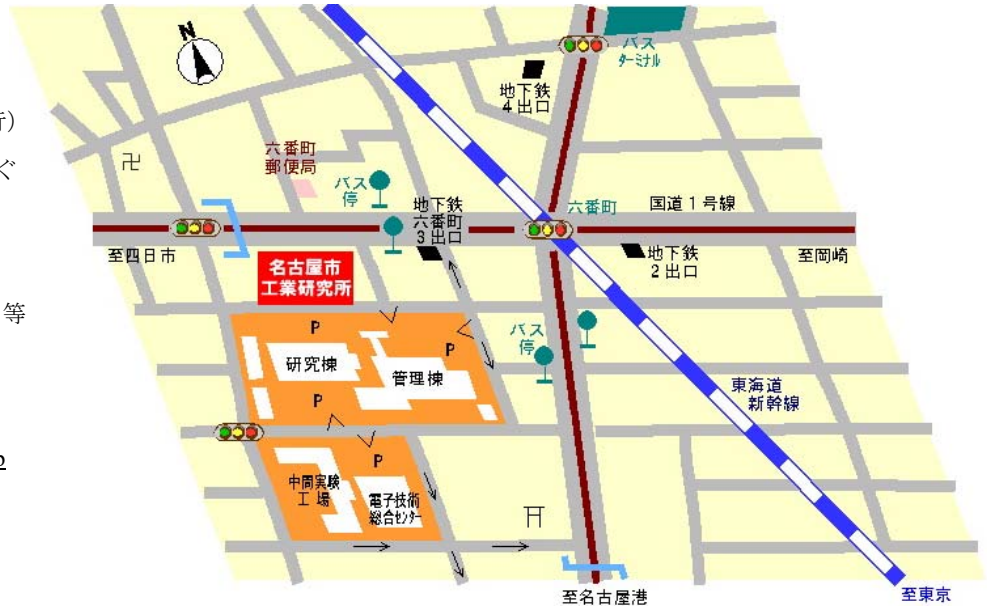 N
バス
ターミナル
地下鉄
4出口
行）
ぐ
等
六番町
郵便局
卍
バス
停
地下鉄
六番町
3出口
六番町
国道1号線
至四日市
地下鉄
2出口
至岡崎
名古屋市
工業研究所
P
研究棟
P
管理棟
P
バス
停
東海道
新幹線
P
中間実験
工場
電子技術
総合センター
至名古屋港
至東京